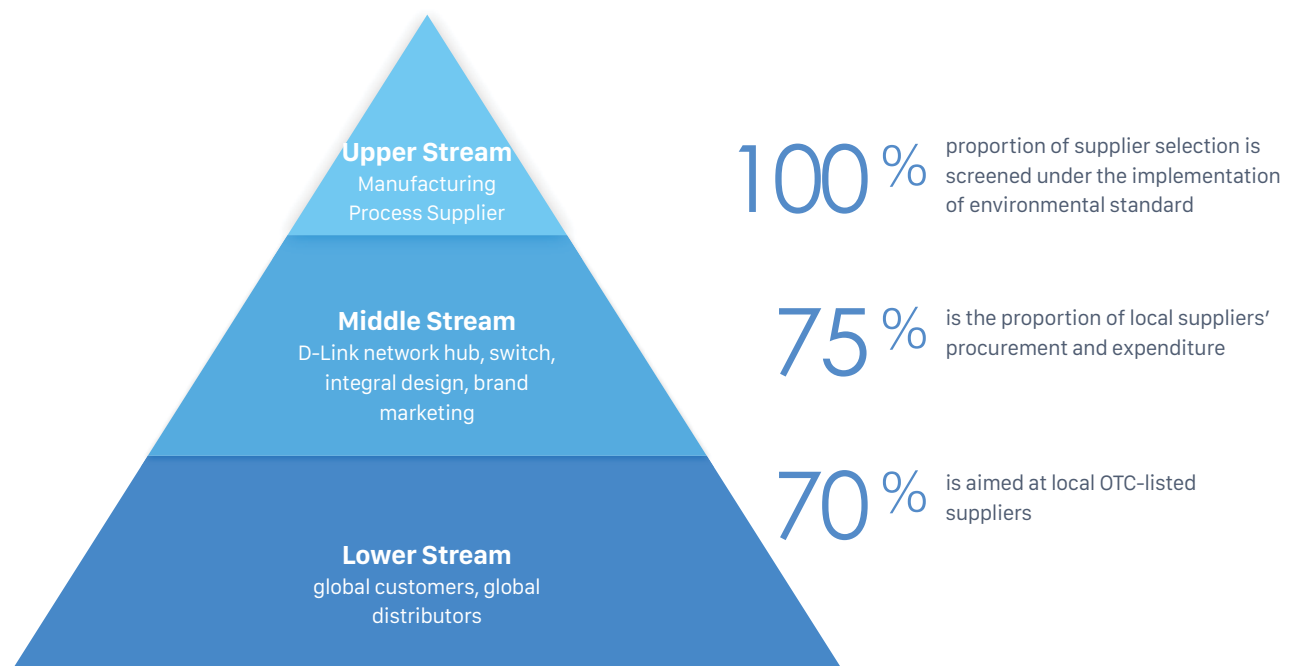 Upper Stream
Manufacturing
Process Supplier
Middle Stream
D-Link network hub, switch,
integral design, brand
marketing
Lower Stream
global customers, global
distributors
100%
proportion of supplier selection is
screened under the implementation
of environmental standard
75%
is the proportion of local suppliers’
procurement and expenditure
70%
is aimed at local OTC-listed
suppliers